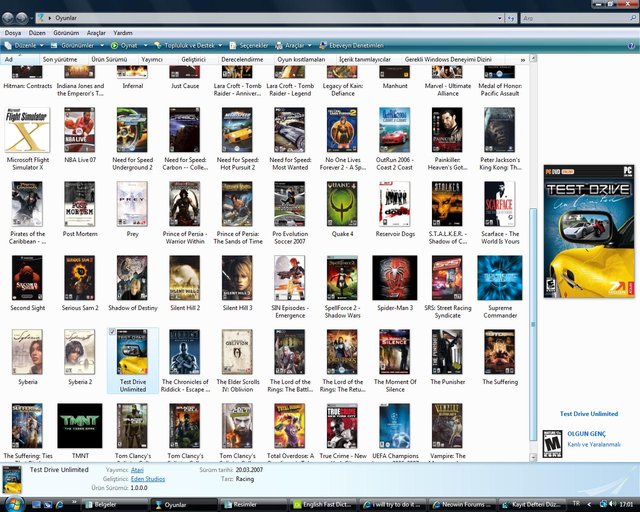 Oyunlar
Ara
Dosya Düzen Görünüm Araçlar Yardım
Düzenle Görünümler Oynat Topluluk ve Destek Seçenekler Araçlar Ebeveyn Denetimleri
Ad Son yürütme Ürün Sürümü Yayımcı Geliştirici Derecelendirme Oyun kısıtlamaları İçerik tanımlayıcılar Gerekli Windows Deneyimi Dizini »
Hitman: Contracts
Indiana Jones and the Emperor's T...
Infernal
Just Cause
Lara Croft - Tomb Raider - Anniver...
Lara Croft - Tomb Raider - Legend
Legacy of Kain: Defiance
Manhunt
Marvel - Ultimate Alliance
Medal of Honor: Pacific Assault
Microsoft Flight Simulator X
NBA Live 07
Need for Speed Underground 2
Need for Speed: Carbon -- Colle...
Need for Speed: Hot Pursuit 2
Need for Speed: Most Wanted
No One Lives Forever 2 - A Sp...
OutRun 2006 - Coast 2 Coast
Painkiller: Heaven's Got...
Peter Jackson's King Kong: Th...
Pirates of the Caribbean - ...
Post Mortem
Prey
Prince of Persia - Warrior Within
Prince of Persia: The Sands of Time
Pro Evolution Soccer 2007
Quake 4
Reservoir Dogs
S.T.A.L.K.E.R. - Shadow of C...
Scarface - The World Is Yours
Second Sight
Serious Sam 2
Shadow of Destiny
Silent Hill 2
Silent Hill 3
SIN Episodes - Emergence
SpellForce 2 - Shadow Wars
Spider-Man 3
SRS: Street Racing Syndicate
Supreme Commander
Syberia
Syberia 2
Test Drive Unlimited
The Chronicles of Riddick - Escape ...
The Elder Scrolls IV: Oblivion
The Lord of the Rings: The Battl...
The Lord of the Rings: The Retur...
The Moment Of Silence
The Punisher
The Suffering
The Suffering: Ties
TMNT
Tom Clancy's
Tom Clancy's
Tom Clancy's
Total Overdose: A
True Crime - New
UEFA Champions
Vampire: The
PC DVD
PC
TEST DRIVE
Unlimited
ATARI
Test Drive Unlimited
OLGUN GENÇ
Kanlı ve Yaralanmalı
Test Drive Unlimited Yayımcı: Atari Sürüm tarihi: 20.03.2007
Geliştirici: Eden Studios Tarz: Racing
Ürün Sürümü: 1.0.0.0
Belgeler Oyunlar Resimler English Fast Dict... i will try to do it ... Neowin Forums ... Kayıt Defteri Düz... TR 17:01